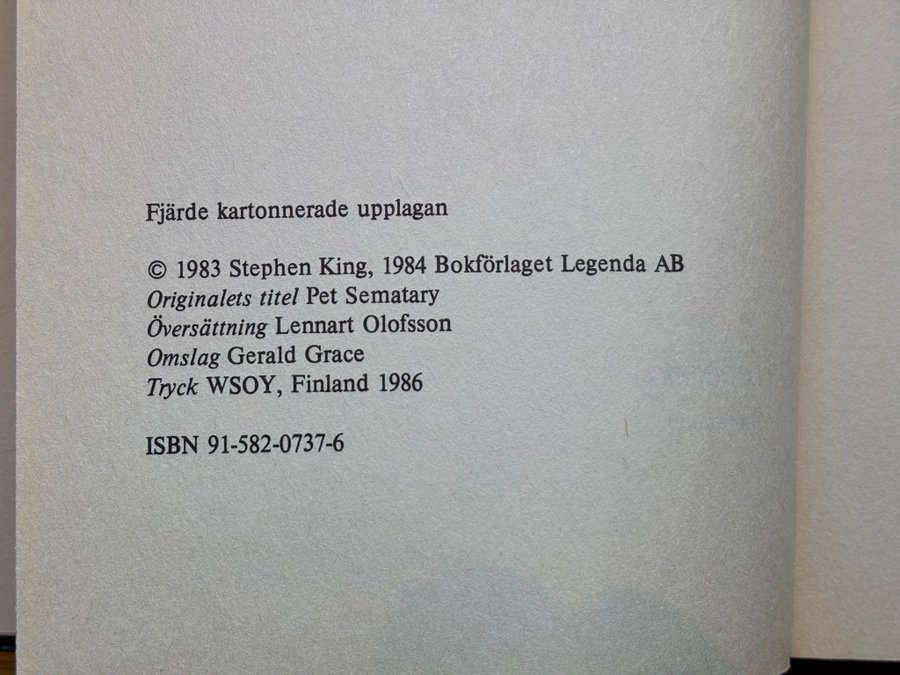 Fjärde kartonnerade upplagan
© 1983 Stephen King, 1984 Bokförlaget Legenda AB
Originalets titel Pet Sematary
Översättning Lennart Olofsson
Omslag Gerald Grace
Tryck WSOY, Finland 1986
ISBN 91-582-0737-6